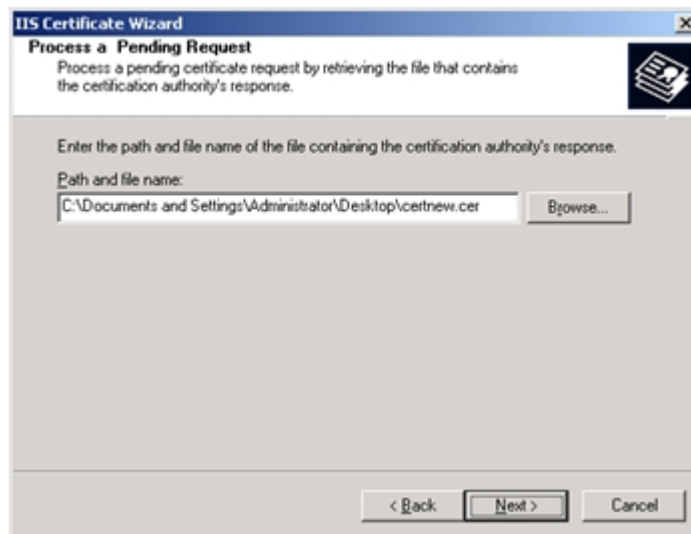 IIS Certificate Wizard
Process a Pending Request
Process a pending certificate request by retrieving the file that contains
the certification authority's response.
Enter the path and file name of the file containing the certification authority's response.
Path and file name:
C:\Documents and Settings\Administrator\Desktop\certnew.cer
Browse...
< Back
Next >
Cancel